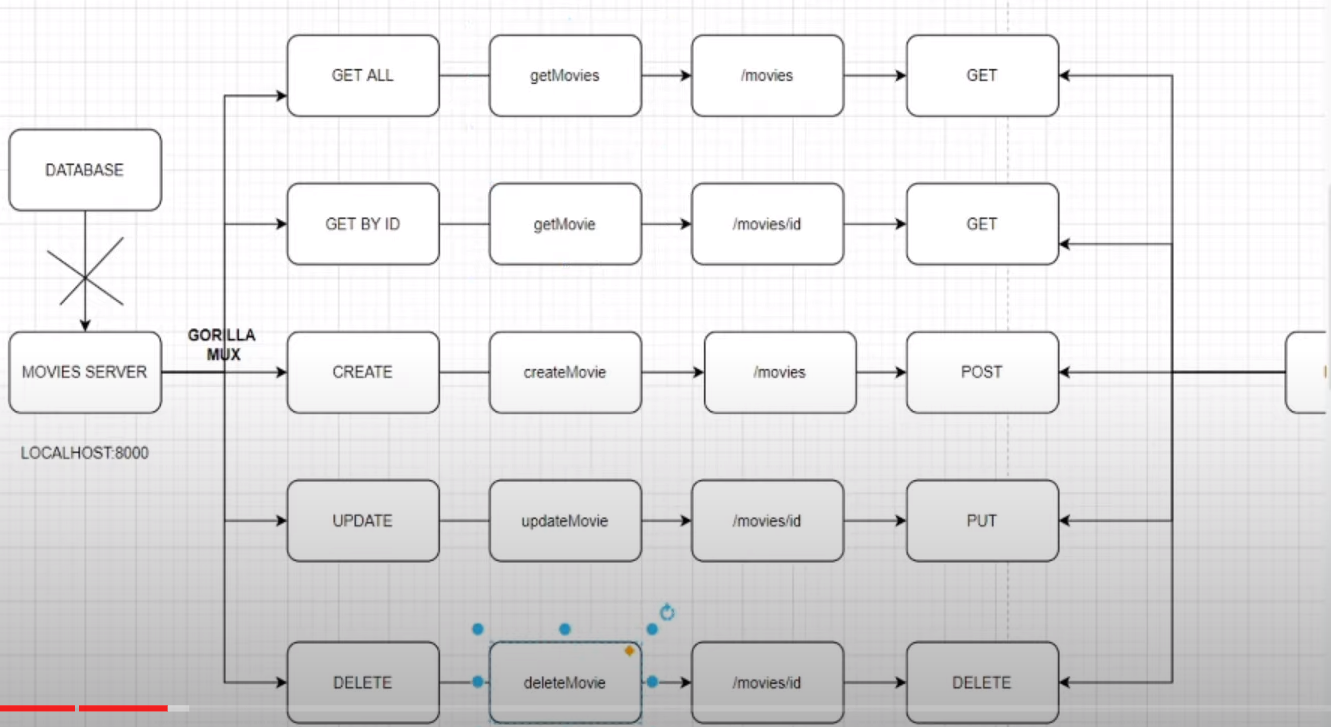 GET ALL
getMovies
/movies
GET
DATABASE
GET BY ID
getMovie
/movies/id
GET
GORILLA
MUX
MOVIES SERVER
CREATE
createMovie
/movies
POST
LOCALHOST:8000
UPDATE
updateMovie
/movies/id
PUT
DELETE
deleteMovie
/movies/id
DELETE